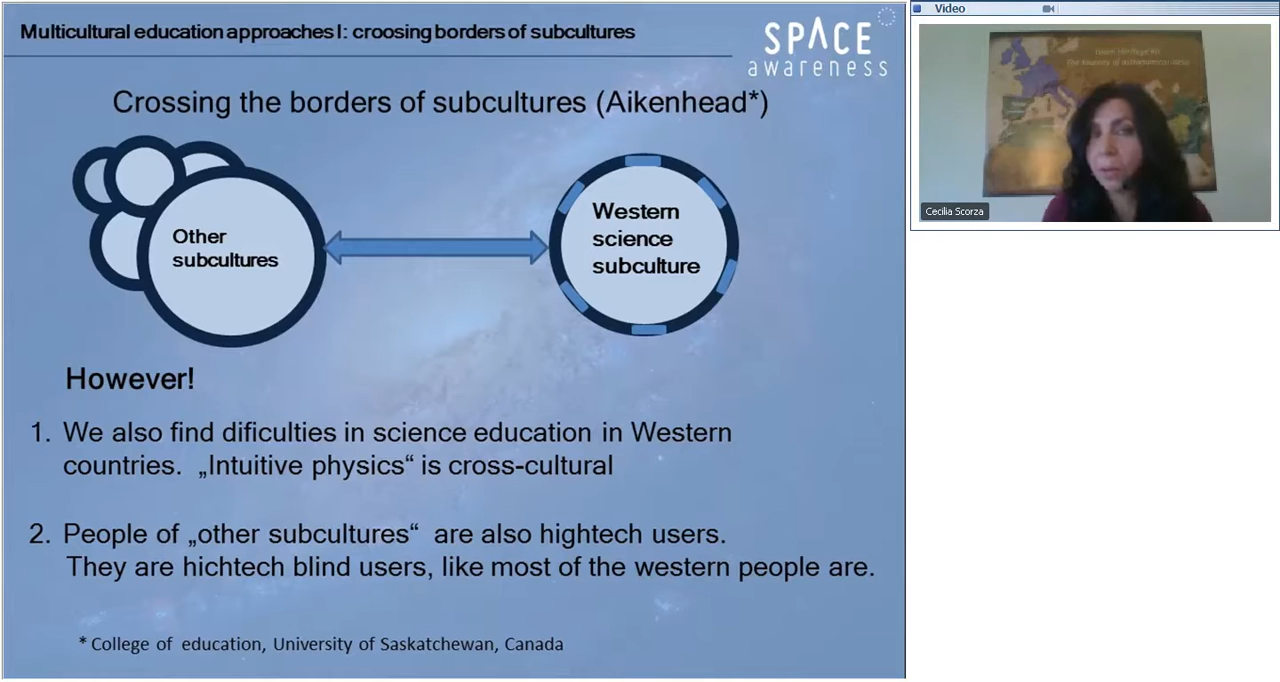 Multicultural education approaches I: croosing borders of subcultures
SPACE
awareness
Crossing the borders of subcultures (Aikenhead*)
Other
subcultures
Western
science
subculture
However!
1. We also find dificulties in science education in Western
countries. „Intuitive physics“ is cross-cultural
2. People of „other subcultures“ are also hightech users.
They are hichtech blind users, like most of the western people are.
* College of education, University of Saskatchewan, Canada
Video
Cecilia Scorza